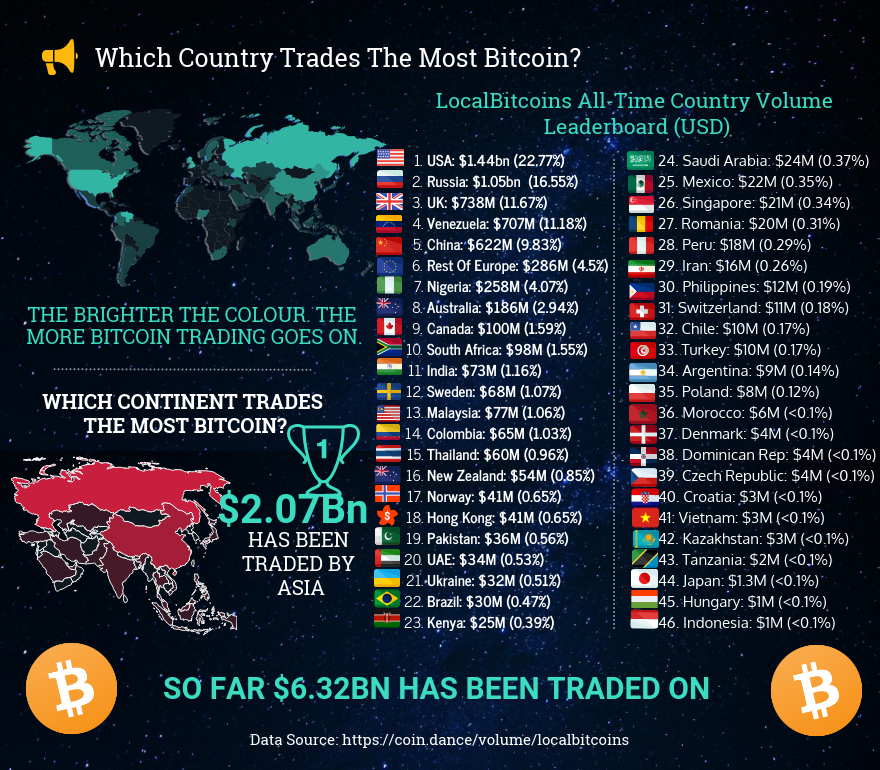 Which Country Trades The Most Bitcoin?
LocalBitcoins All-Time Country Volume
Leaderboard (USD)
THE BRIGHTER THE COLOUR. THE
MORE BITCOIN TRADING GOES ON.
WHICH CONTINENT TRADES
THE MOST BITCOIN?
1
$2.07Bn
HAS BEEN
TRADED BY
ASIA
1. USA: $1.44bn (22.77%)
2. Russia: $1.05bn (16.55%)
3. UK: $738M (11.67%)
4. Venezuela: $707M (11.18%)
5. China: $622M (9.83%)
6. Rest Of Europe: $286M (4.5%)
7. Nigeria: $258M (4.07%)
8. Australia: $186M (2.94%)
9. Canada: $100M (1.59%)
10. South Africa: $98M (1.55%)
11. India: $73M (1.16%)
12. Sweden: $68M (1.07%)
13. Malaysia: $77M (1.06%)
14. Colombia: $65M (1.03%)
15. Thailand: $60M (0.96%)
16. New Zealand: $54M (0.85%)
17. Norway: $41M (0.65%)
18. Hong Kong: $41M (0.65%)
19. Pakistan: $36M (0.56%)
20. UAE: $34M (0.53%)
21. Ukraine: $32M (0.51%)
22. Brazil: $30M (0.47%)
23. Kenya: $25M (0.39%)
24. Saudi Arabia: $24M (0.37%)
25. Mexico: $22M (0.35%)
26. Singapore: $21M (0.34%)
27. Romania: $20M (0.31%)
28. Peru: $18M (0.29%)
29. Iran: $16M (0.26%)
30. Philippines: $12M (0.19%)
31. Switzerland: $11M (0.18%)
32. Chile: $10M (0.17%)
33. Turkey: $10M (0.17%)
34. Argentina: $9M (0.14%)
35. Poland: $8M (0.12%)
36. Morocco: $6M (<0.1%)
37. Denmark: $4M (<0.1%)
38. Dominican Rep: $4M (<0.1%)
39. Czech Republic: $4M (<0.1%)
40. Croatia: $3M (<0.1%)
41: Vietnam: $3M (<0.1%)
42. Kazakhstan: $3M (<0.1%)
43. Tanzania: $2M (<0.1%)
44. Japan: $1.3M (<0.1%)
45. Hungary: $1M (<0.1%)
46. Indonesia: $1M (<0.1%)
SO FAR $6.32BN HAS BEEN TRADED ON
Data Source: https://coin.dance/volume/localbitcoins